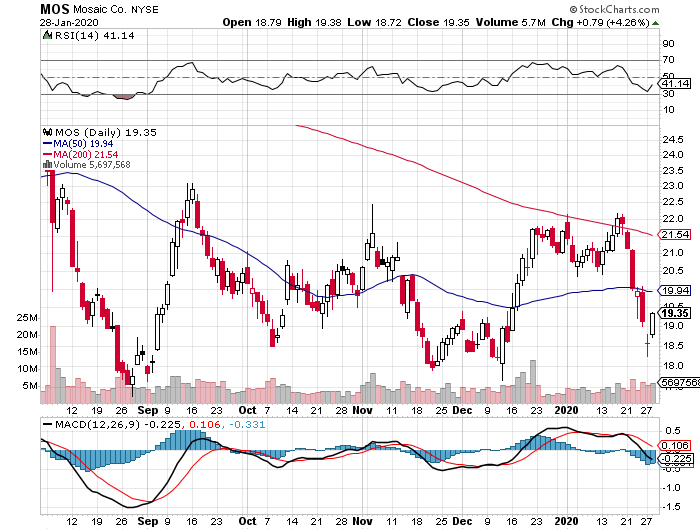 MOS Mosaic Co. NYSE
© StockCharts.com
28-Jan-2020
Open 18.79 High 19.38 Low 18.72 Close 19.35 Volume 5.7M Chg +0.79 (+4.26%)
RSI(14) 41.14
90
70
50
41.14
30
10
MOS (Daily) 19.35
MA(50) 19.94
MA(200) 21.54
Volume 5,697,568
24.5
24.0
23.5
23.0
22.5
22.0
21.54
21.0
20.5
19.94
19.5
19.35
19.0
18.5
18.0
17.5
25M
20M
15M
10M
5M
5697568
12 19 26 Sep 9 16 23 Oct 7 14 21 28 Nov 11 18 25 Dec 9 16 23 2020 13 21 27
MACD(12,26,9) -0.225, 0.106, -0.331
0.5
0.106
-0.225
-0.5
-1.0
-1.5
12 19 26 Sep 9 16 23 Oct 7 14 21 28 Nov 11 18 25 Dec 9 16 23 2020 13 21 27